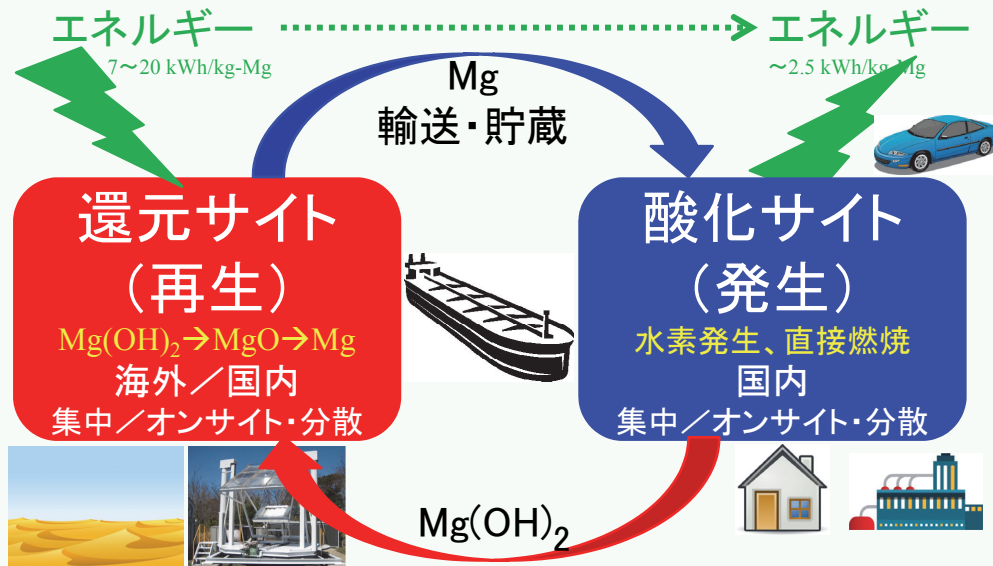 エネルギー
7～20 kWh/kg-Mg
エネルギー
～2.5 kWh/kg-Mg
Mg
輸送・貯蔵
還元サイト
（再生）
Mg(OH)₂→MgO→Mg
海外／国内
集中／オンサイト・分散
酸化サイト
（発生）
水素発生、直接燃焼
国内
集中／オンサイト・分散
Mg(OH)₂